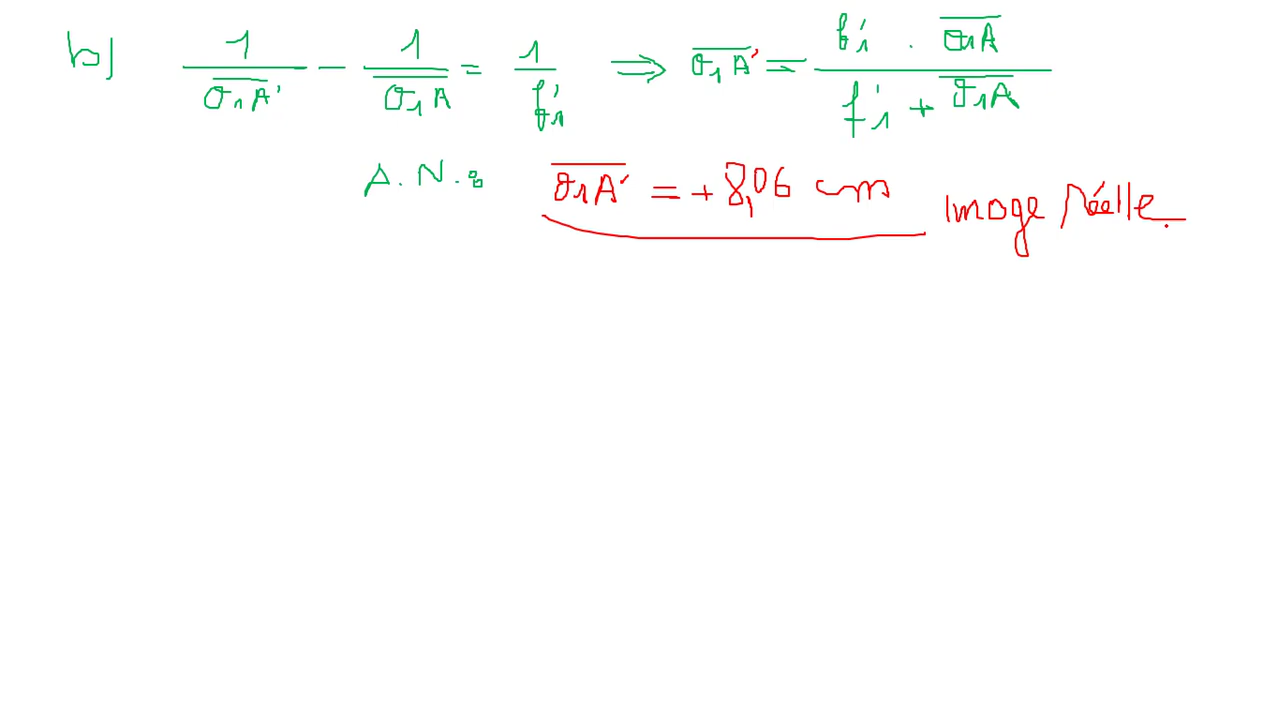 b) 1/O₁A' − 1/O₁A = 1/f'₁ ⟹ O₁A' = f'₁ . O₁A / f'₁ + O₁A
A.N.: O₁A' = +8,06 cm image réelle.